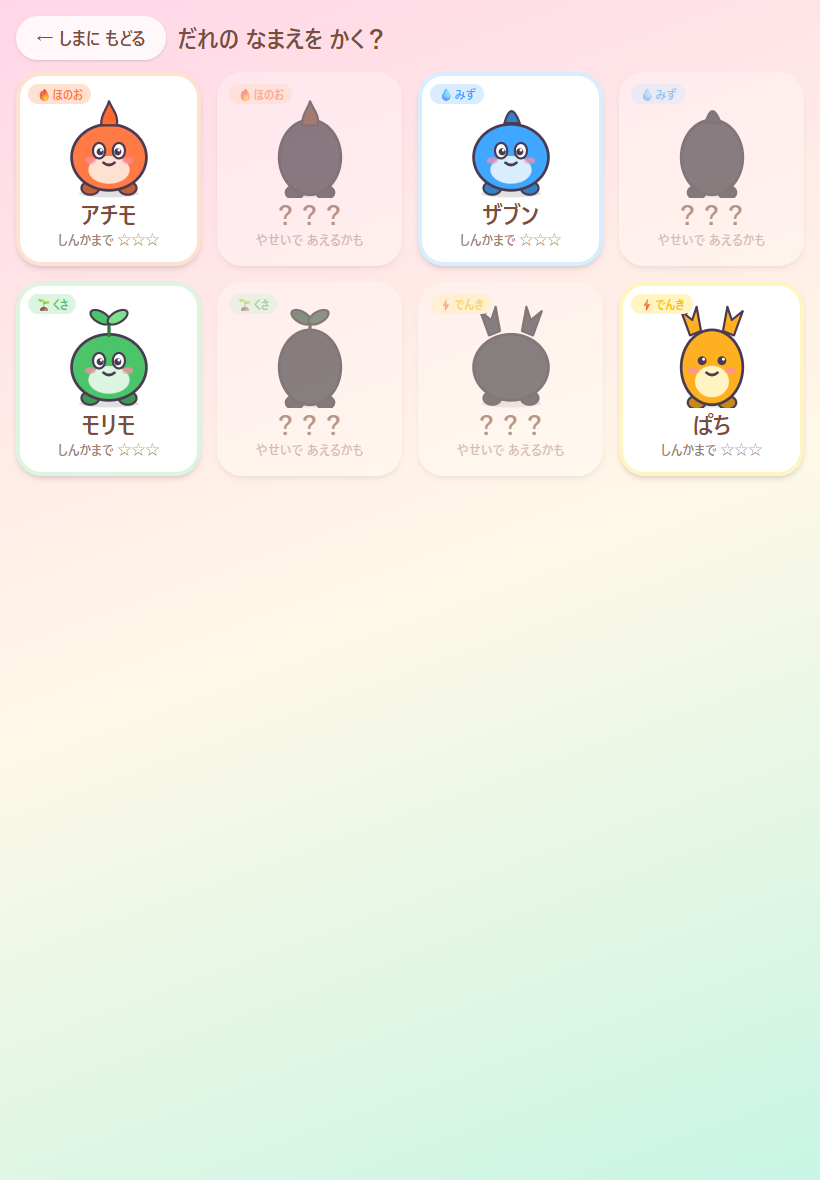 ← しまに もどる
だれの なまえを かく？
ほのお
アチモ
しんかまで ☆☆☆
ほのお
？？？
やせいで あえるかも
みず
ザブン
しんかまで ☆☆☆
みず
？？？
やせいで あえるかも
くさ
モリモ
しんかまで ☆☆☆
くさ
？？？
やせいで あえるかも
でんき
？？？
やせいで あえるかも
でんき
ぱち
しんかまで ☆☆☆